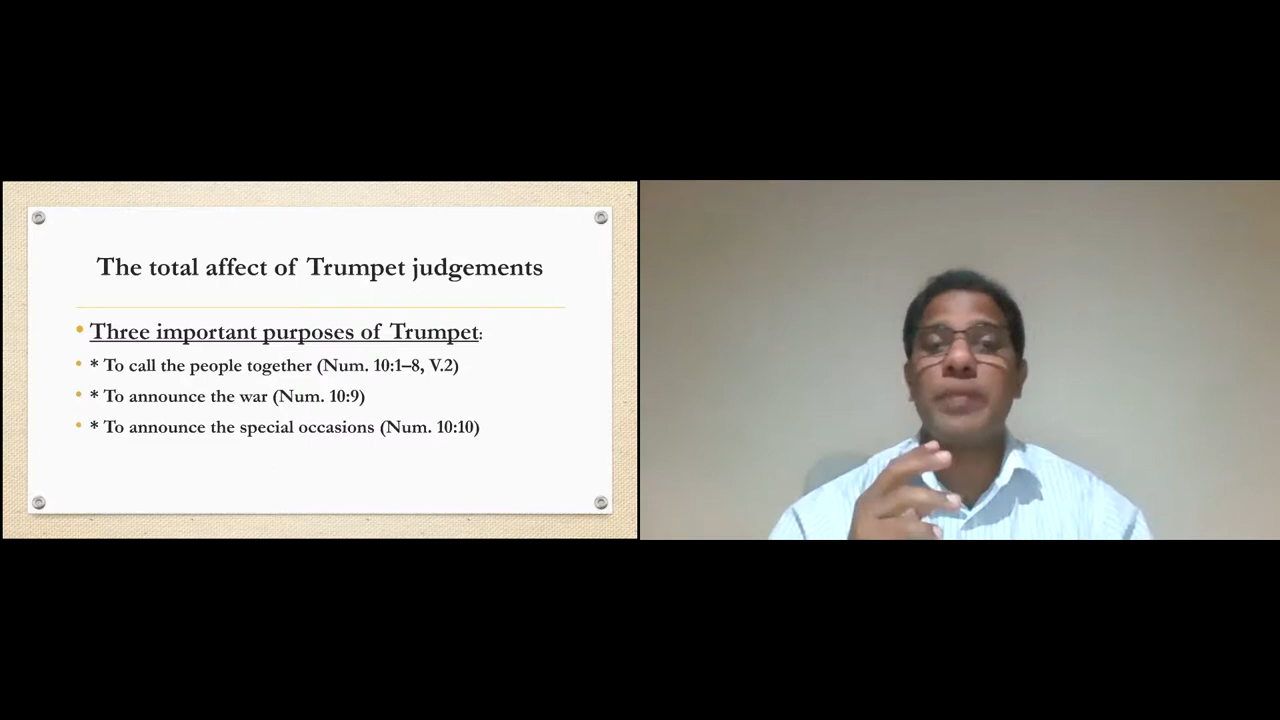 The total affect of Trumpet judgements
• Three important purposes of Trumpet:
• * To call the people together (Num. 10:1–8, V.2)
• * To announce the war (Num. 10:9)
• * To announce the special occasions (Num. 10:10)